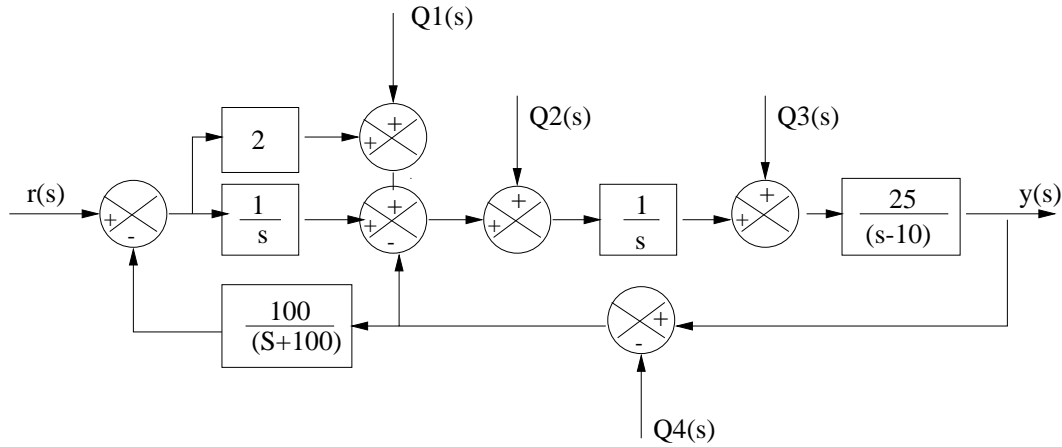 Q1(s)
Q2(s)
Q3(s)
+
+
2
+
+
r(s)
+
-
1
s
+
+
-
+
+
1
s
+
+
25
(s-10)
y(s)
100
(S+100)
+
-
Q4(s)